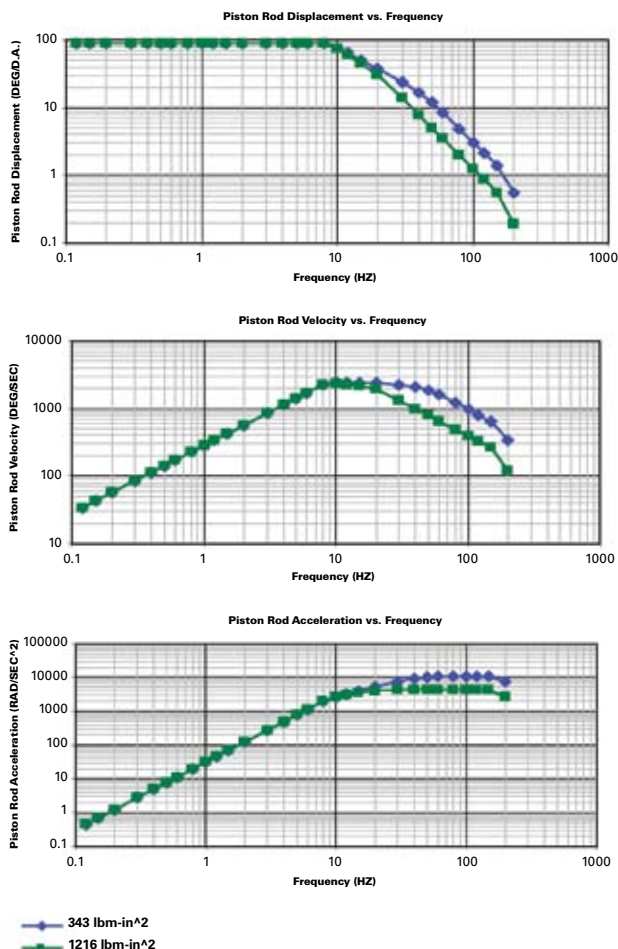 Piston Rod Displacement vs. Frequency
Piston Rod Displacement (DEG/D.A.)
100
10
1
0.1
0.1 1 10 100 1000
Frequency (HZ)
Piston Rod Velocity vs. Frequency
Piston Rod Velocity (DEG/SEC)
10000
1000
100
10
0.1 1 10 100 1000
Frequency (HZ)
Piston Rod Acceleration vs. Frequency
Piston Rod Acceleration (RAD/SEC^2)
100000
10000
1000
100
10
1
0.1
0.1 1 10 100 1000
Frequency (HZ)
343 lbm-in^2
1216 lbm-in^2